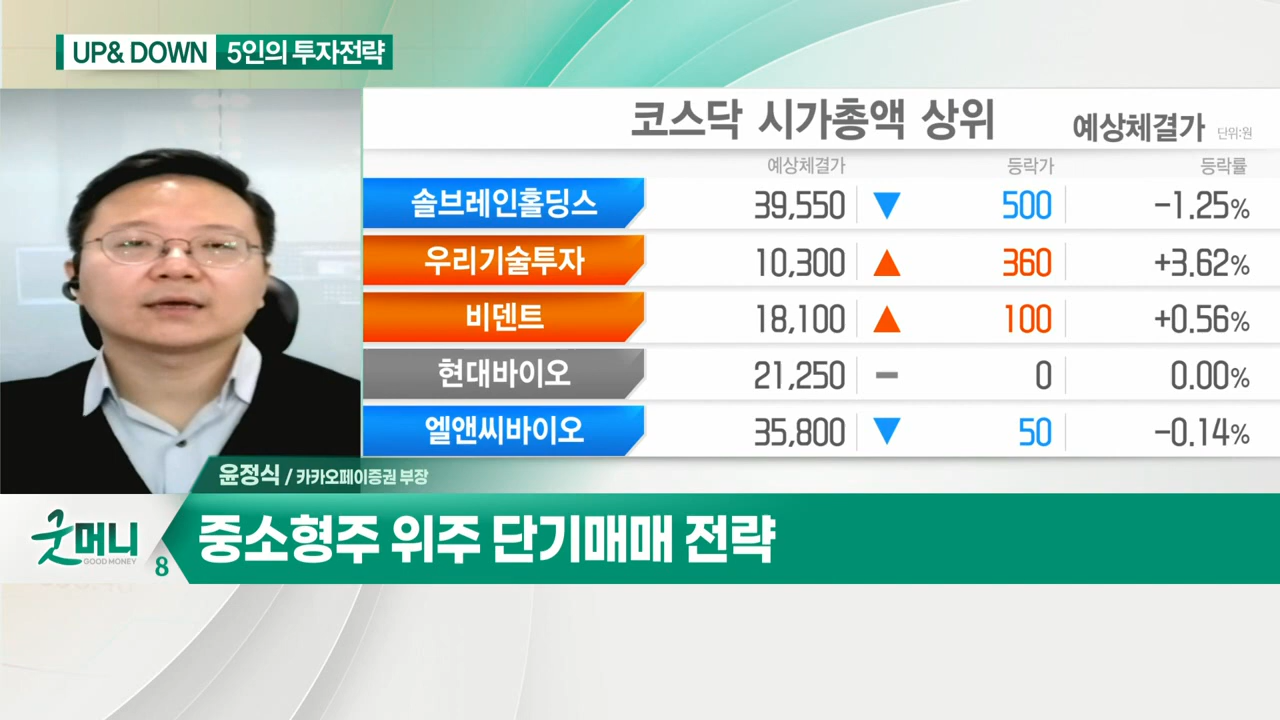 UP& DOWN 5인의 투자전략
코스닥 시가총액 상위 예상체결가 단위:원
예상체결가 등락가 등락률
솔브레인홀딩스 39,550 ▼ 500 -1.25%
우리기술투자 10,300 ▲ 360 +3.62%
비덴트 18,100 ▲ 100 +0.56%
현대바이오 21,250 - 0 0.00%
엘앤씨바이오 35,800 ▼ 50 -0.14%
윤정식 / 카카오페이증권 부장
굿머니 중소형주 위주 단기매매 전략
GOOD MONEY
8